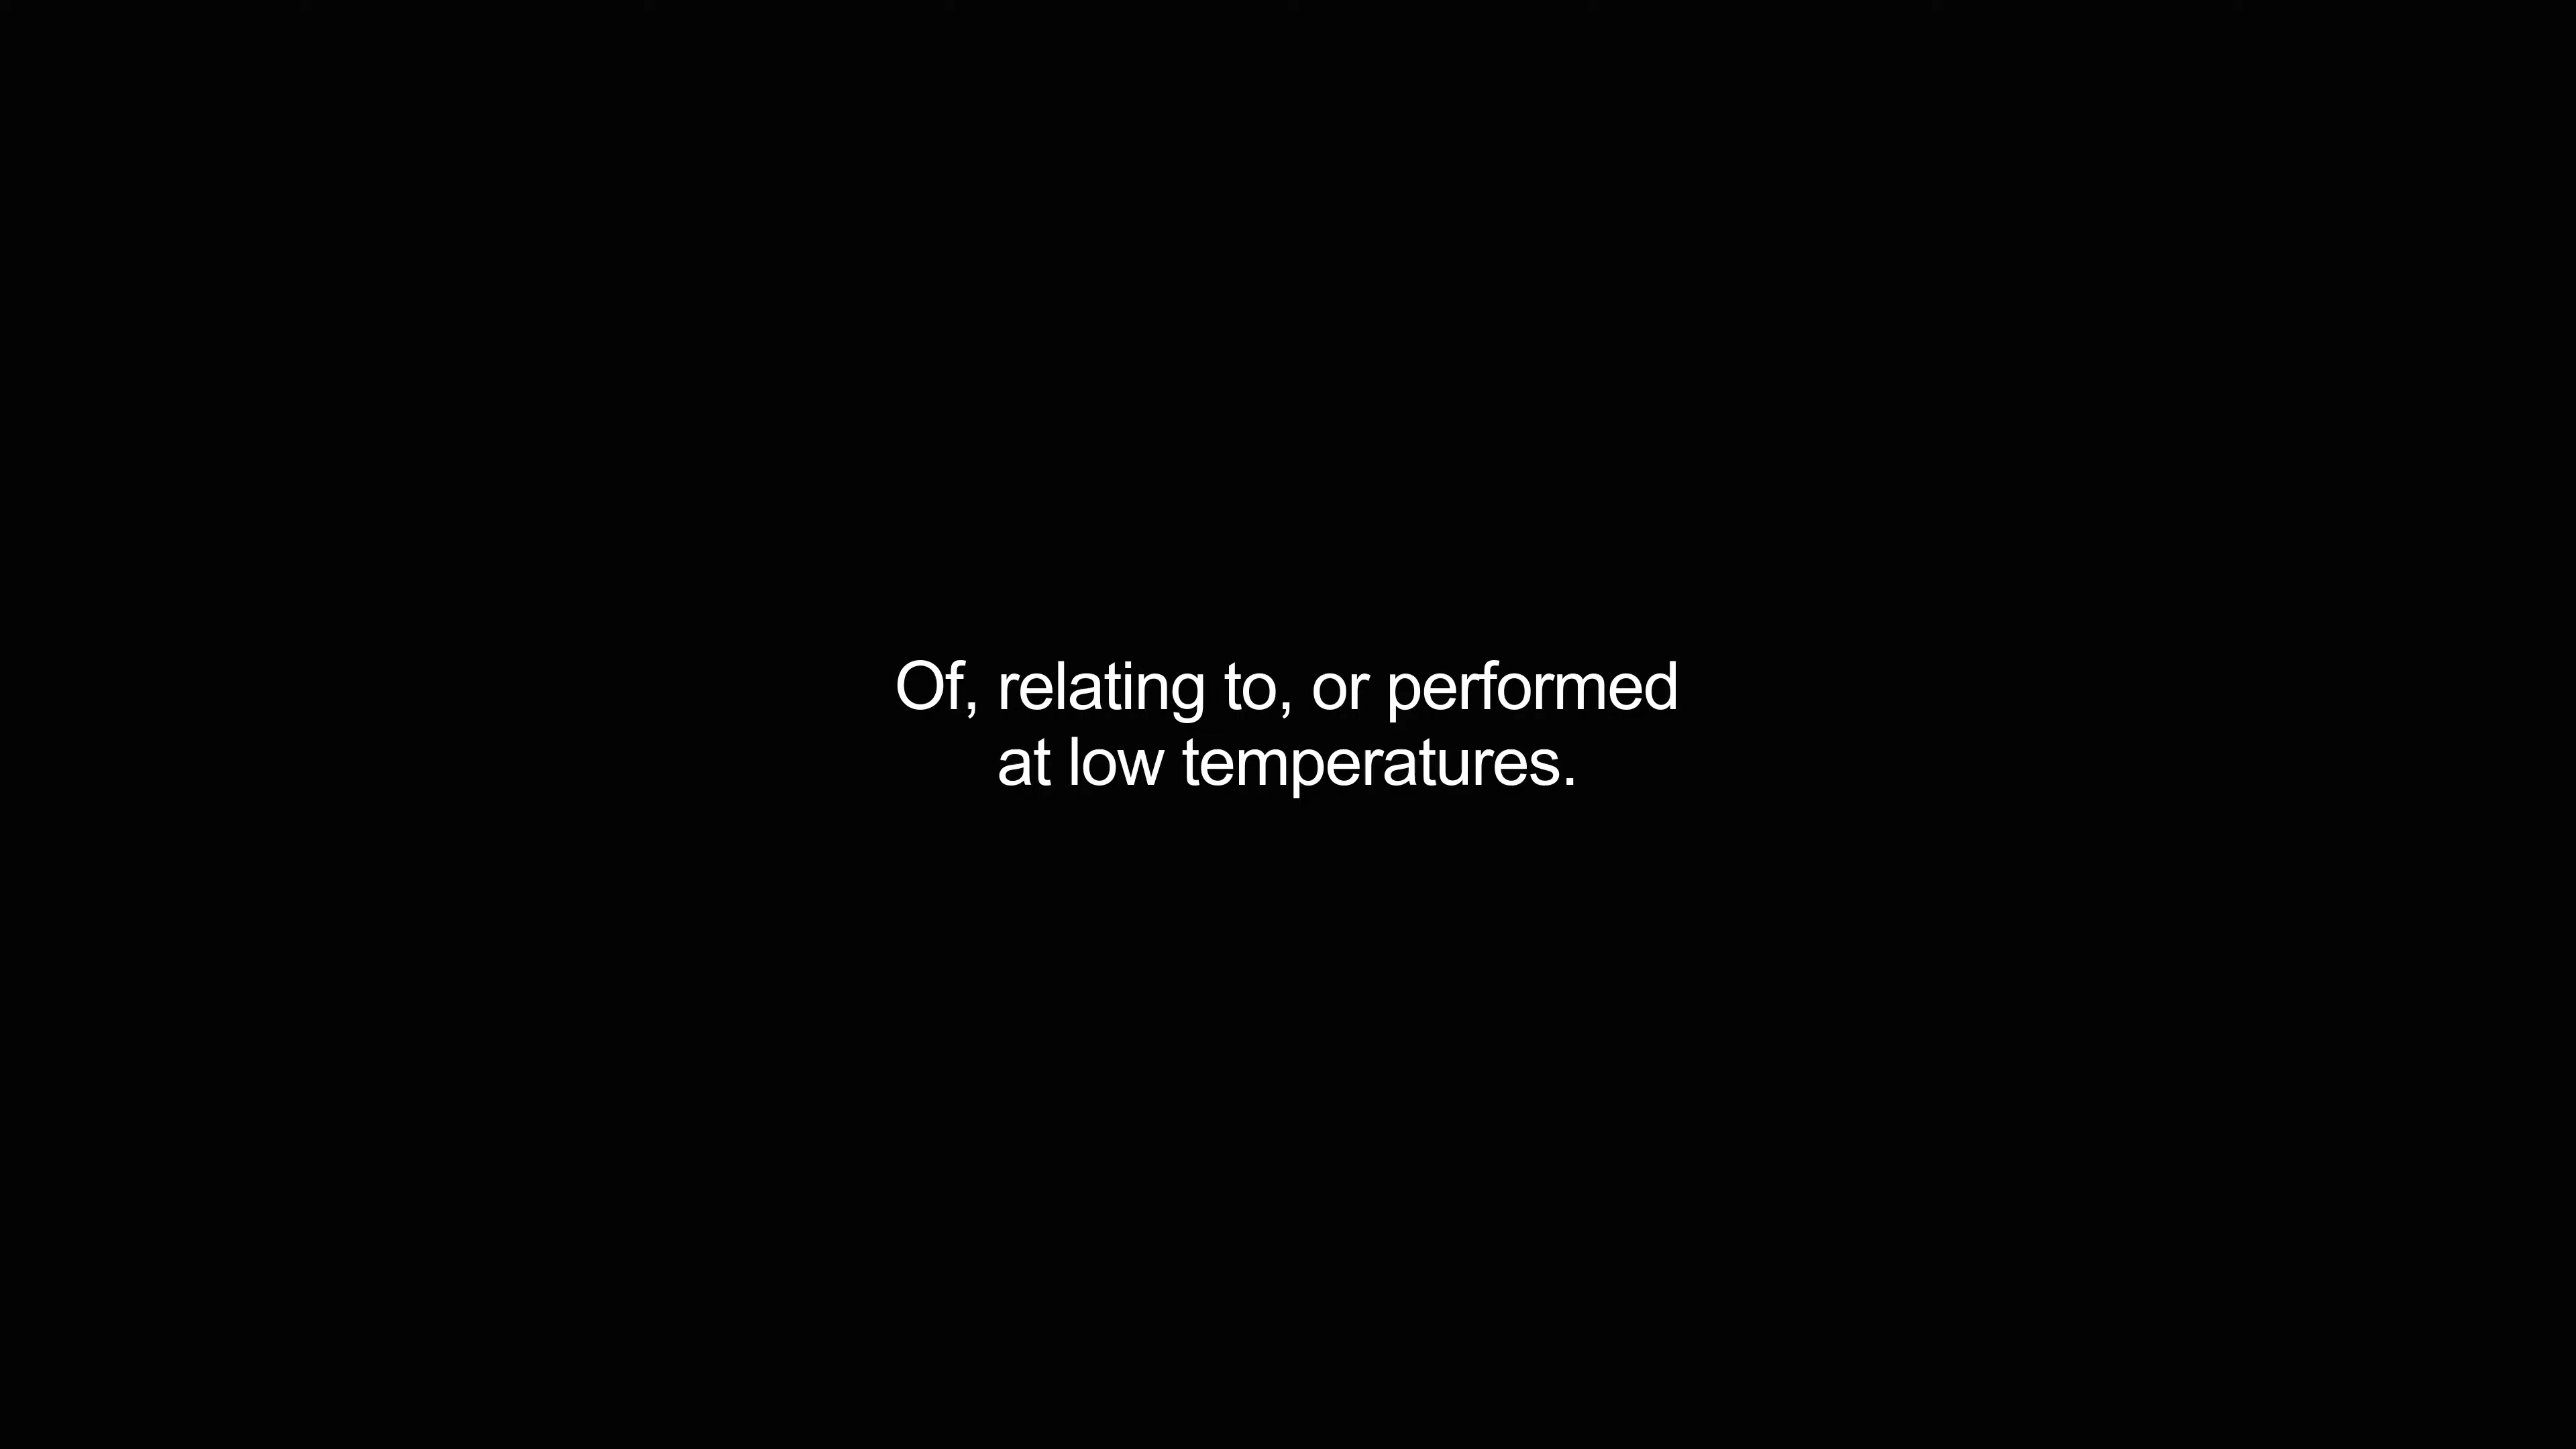 Of, relating to, or performed
at low temperatures.